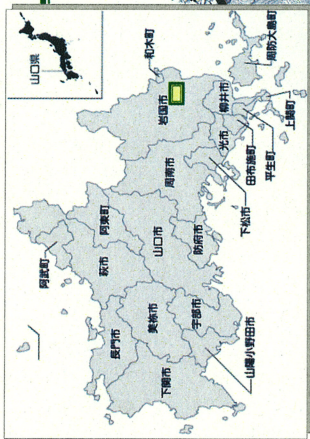 山口県
和木町
岩国市
周防大島町
柳井市
上関町
平生町
田布施町
光市
下松市
周南市
阿武町
阿東町
萩市
山口市
防府市
長門市
美祢市
宇部市
下関市
山陽小野田市